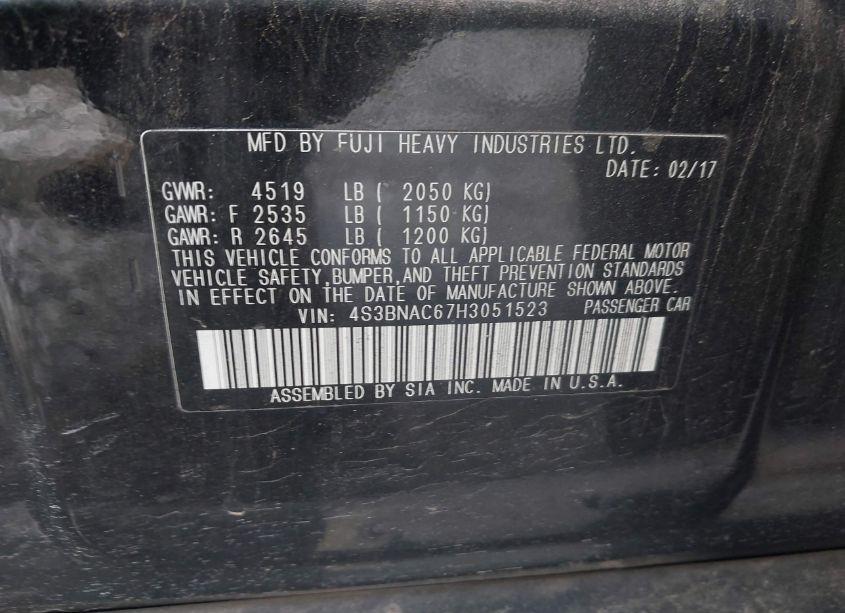 MFD BY FUJI HEAVY INDUSTRIES LTD.
DATE: 02/17
GVWR: 4519 LB ( 2050 KG)
GAWR: F 2535 LB ( 1150 KG)
GAWR: R 2645 LB ( 1200 KG)
THIS VEHICLE CONFORMS TO ALL APPLICABLE FEDERAL MOTOR
VEHICLE SAFETY,BUMPER,AND THEFT PREVENTION STANDARDS
IN EFFECT ON THE DATE OF MANUFACTURE SHOWN ABOVE.
VIN: 4S3BNAC67H3051523 PASSENGER CAR
ASSEMBLED BY SIA INC. MADE IN U.S.A.